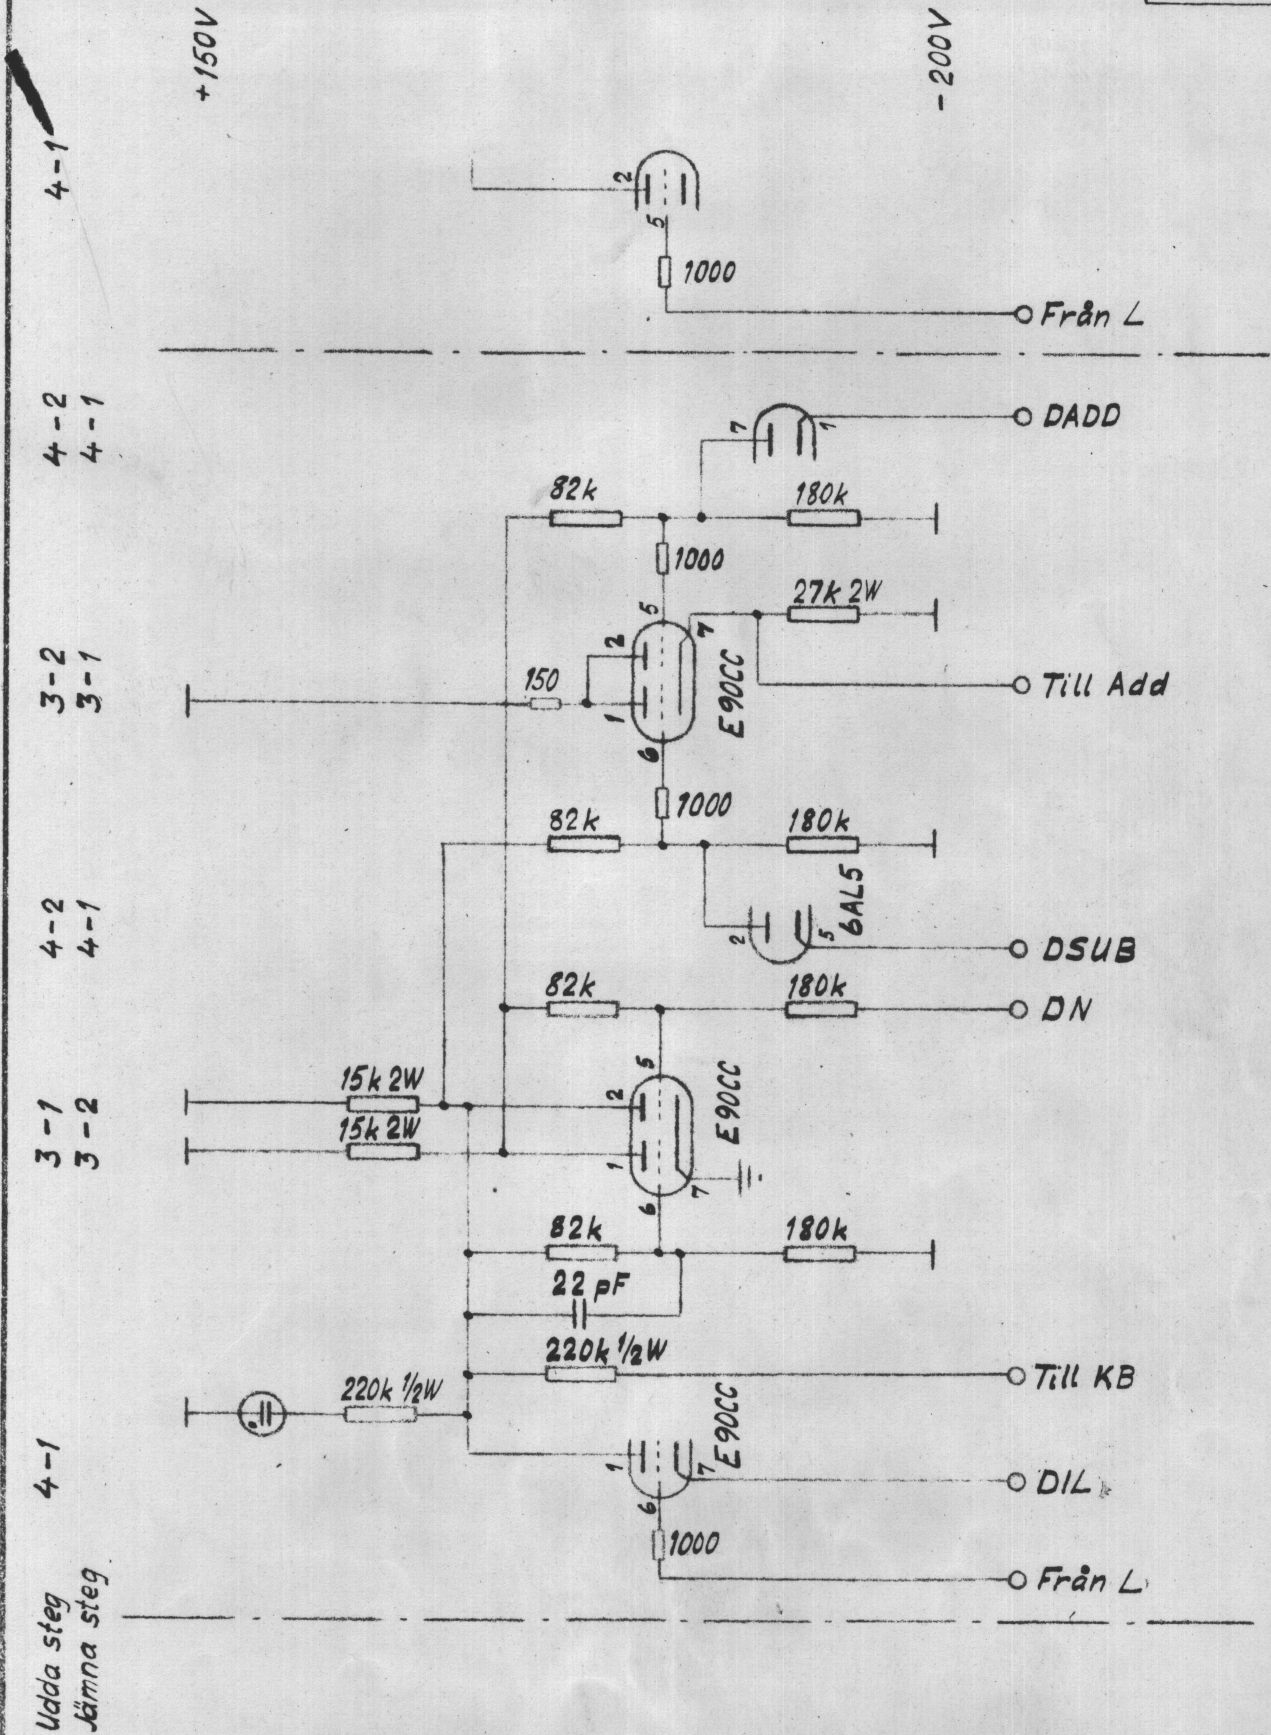 +150V
-200V
4-1
2
5
1000
Från L
4-2
4-1
7
1
DADD
82k
180k
1000
27k 2W
5
2
7
3-2
3-1
150
1
E90CC
Till Add
6
1000
82k
180k
4-2
4-1
2
5
6AL5
DSUB
82k
180k
DN
5
15k 2W
2
E90CC
3-1
3-2
15k 2W
1
7
6
82k
180k
22 pF
220k 1/2W
Till KB
220k 1/2W
E90CC
4-1
1
7
DIL
6
1000
Från L
Udda steg
Jämna steg.